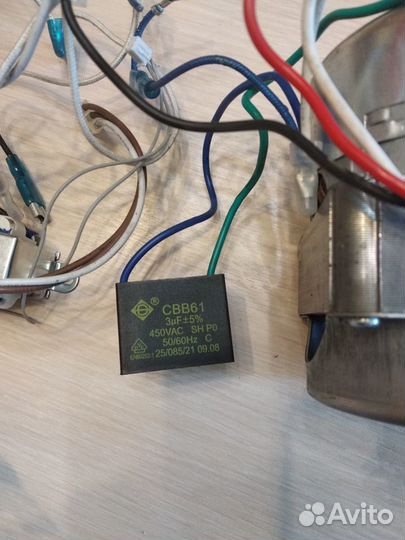 ®
CBB61
3μF±5%
450VAC SH P0
50/60Hz C
25/085/21 09.08
Avito